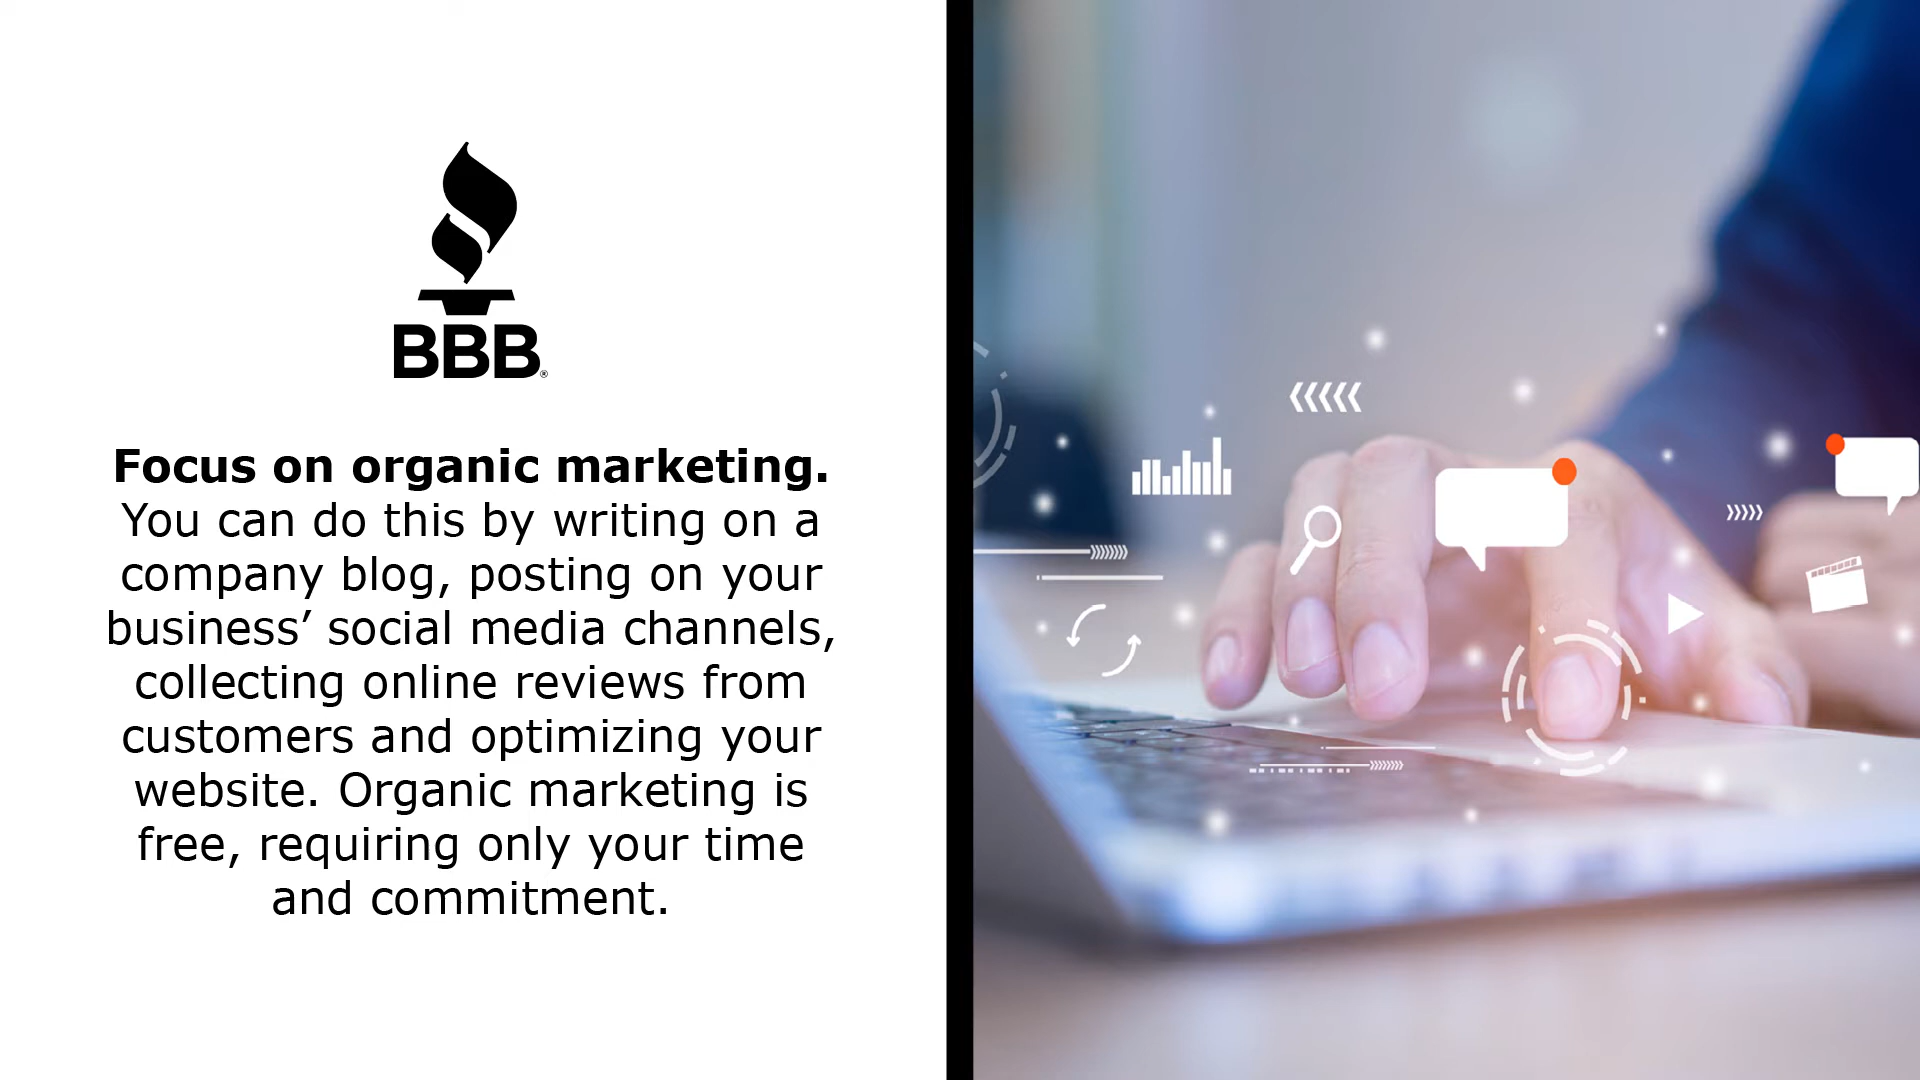 BBB®
Focus on organic marketing.
You can do this by writing on a
company blog, posting on your
business’ social media channels,
collecting online reviews from
customers and optimizing your
website. Organic marketing is
free, requiring only your time
and commitment.